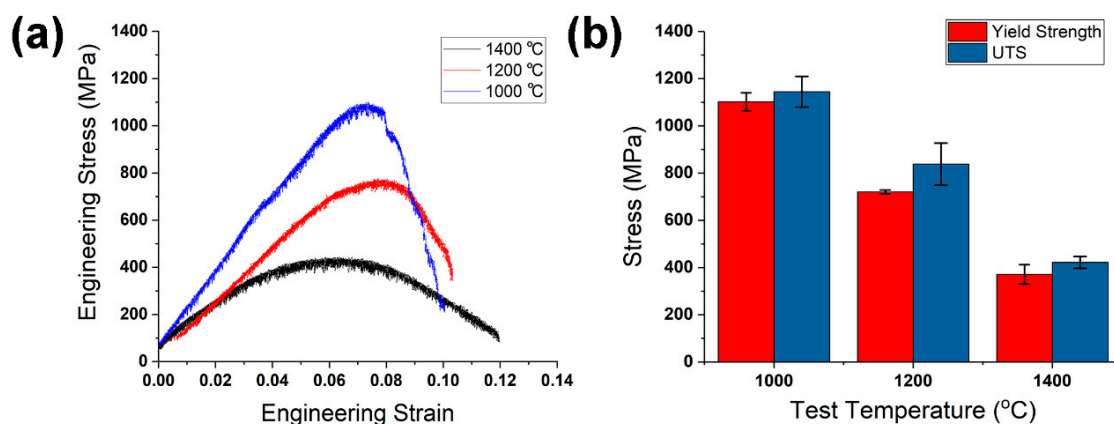 (a)
Engineering Stress (MPa)
1400
1200
1000
800
600
400
200
0
0.00 0.02 0.04 0.06 0.08 0.10 0.12 0.14
Engineering Strain
1400 ℃
1200 ℃
1000 ℃
(b)
Stress (MPa)
1400
1200
1000
800
600
400
200
0
1000 1200 1400
Test Temperature (°C)
Yield Strength
UTS